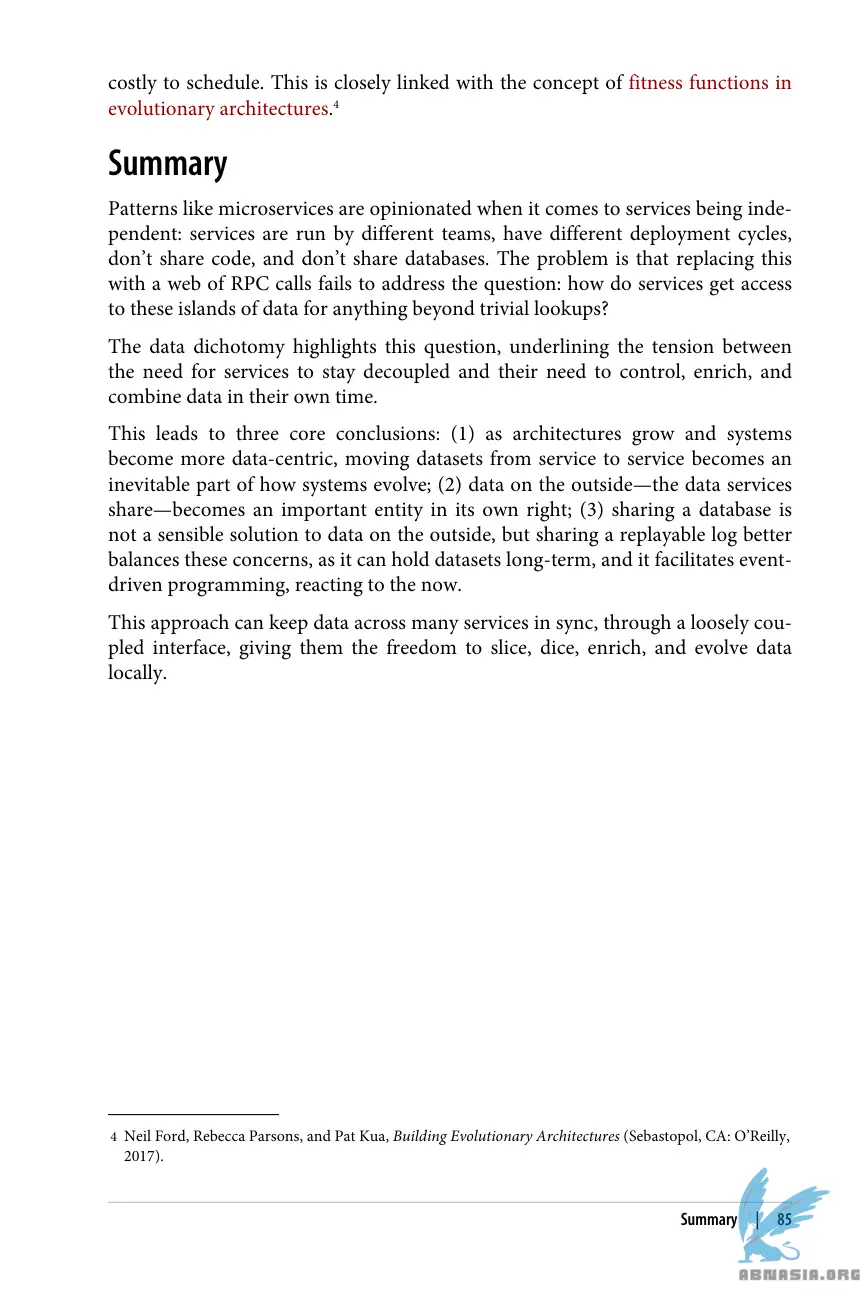 costly to schedule. This is closely linked with the concept of fitness functions in
evolutionary architectures.4
Summary
Patterns like microservices are opinionated when it comes to services being inde-
pendent: services are run by different teams, have different deployment cycles,
don’t share code, and don’t share databases. The problem is that replacing this
with a web of RPC calls fails to address the question: how do services get access
to these islands of data for anything beyond trivial lookups?
The data dichotomy highlights this question, underlining the tension between
the need for services to stay decoupled and their need to control, enrich, and
combine data in their own time.
This leads to three core conclusions: (1) as architectures grow and systems
become more data-centric, moving datasets from service to service becomes an
inevitable part of how systems evolve; (2) data on the outside—the data services
share—becomes an important entity in its own right; (3) sharing a database is
not a sensible solution to data on the outside, but sharing a replayable log better
balances these concerns, as it can hold datasets long-term, and it facilitates event-
driven programming, reacting to the now.
This approach can keep data across many services in sync, through a loosely cou-
pled interface, giving them the freedom to slice, dice, enrich, and evolve data
locally.
4 Neil Ford, Rebecca Parsons, and Pat Kua, Building Evolutionary Architectures (Sebastopol, CA: O’Reilly,
2017).
Summary | 85
ABNASIA.ORG